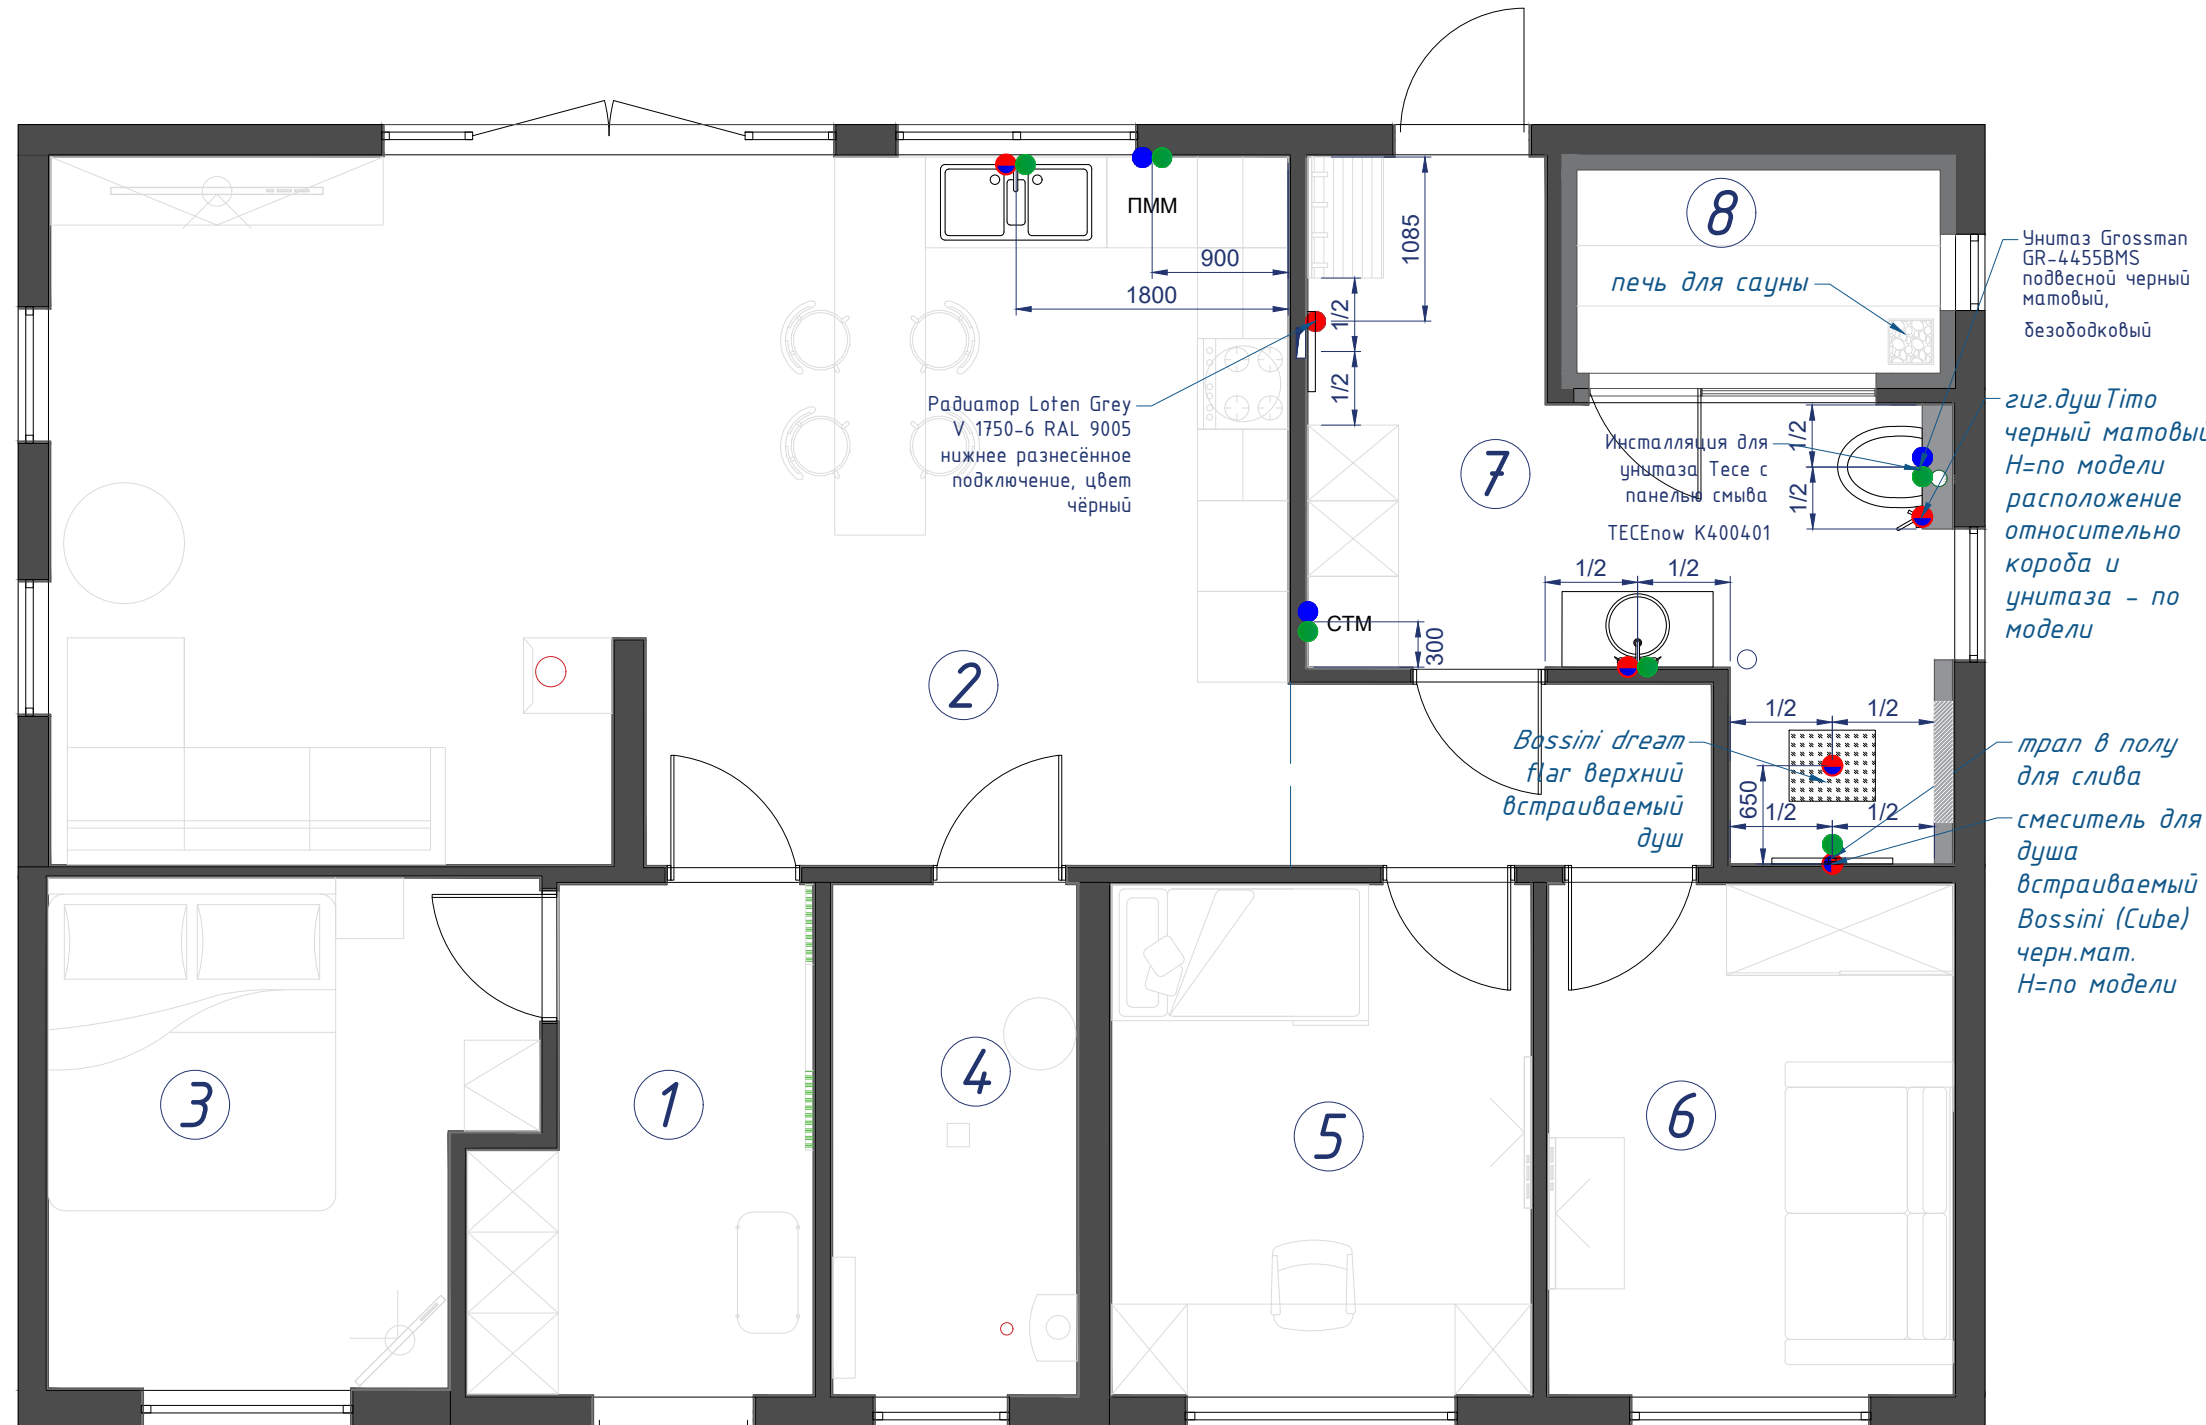 8
1085
ПММ
900
1800
печь для сауны
Унитаз Grossman
GR-4455BMS
подвесной черный
матовый,
безободковый
1/2
1/2
Радиатор Loten Grey
V 1750-6 RAL 9005
нижнее разнесённое
подключение, цвет
чёрный
7
Инсталляция для
унитаза Tece с
панелью смыва
TECEnow K400401
1/2
1/2
гиг.душ Timo
черный матовый
H=по модели
расположение
относительно
короба и
унитаза - по
модели
1/2
1/2
СТМ
300
2
1/2
1/2
Bossini dream
flar верхний
встраиваемый
душ
650
1/2
1/2
трап в полу
для слива
смеситель для
душа
встраиваемый
Bossini (Cube)
черн.мат.
H=по модели
3
1
4
5
6